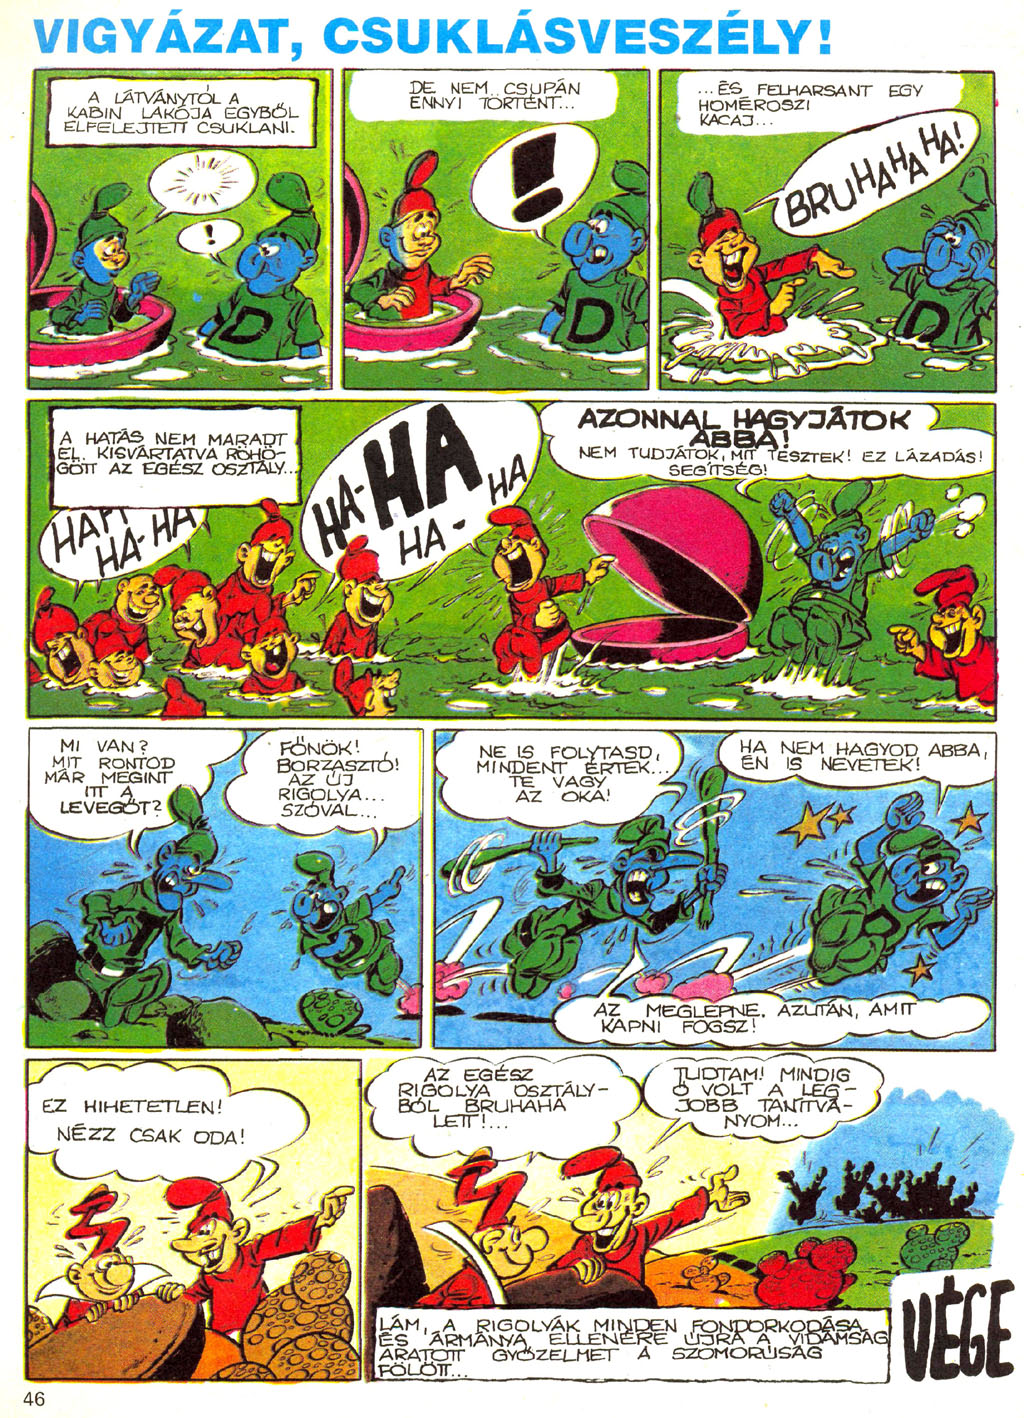 VIGYÁZAT, CSUKLÁSVESZÉLY!
A LÁTVÁNYTÓL A
KABIN LAKÓJA EGYBŐL
ELFELEJTETT CSUKLANI.
!
DE NEM.. CSUPÁN
ENNYI TÖRTÉNT...
!
... ÉS FELHARSANT EGY
HOMÉROSZI
KACAJ...
BRUHAHAHA!
D
D
D
A HATÁS NEM MARADT
EL. KISVÁRTATVA RÖHÖ-
GÖTT AZ EGÉSZ OSZTÁLY...
HA-HA
HA-HA
HA-
HA
AZONNAL HAGYJÁTOK
ABBA!
NEM TUDJÁTOK, MIT TESZTEK! EZ LÁZADÁS!
SEGÍTSÉG!
MI VAN?
MIT RONTOD
MÁR MEGINT
ITT A
LEVEGŐT?
FŐNÖK!
BORZASZTÓ!
AZ ÚJ
RIGOLYA...
SZÓVAL...
NE IS FOLYTASD,
MINDENT ÉRTEK...
TE VAGY
AZ OKA!
HA NEM HAGYOD ABBA,
ÉN IS NEVETEK!
AZ MEGLEPNE. AZUTÁN, AMIT
KAPNI FOGSZ!
EZ HIHETETLEN!
NÉZZ CSAK ODA!
AZ EGÉSZ
RIGOLYA OSZTÁLY-
BÓL BRUHAHA
LETT!...
TUDTAM! MINDIG
Ő VOLT A LEG-
JOBB TANÍTVÁ-
NYOM...
LÁM, A RIGOLYÁK MINDEN FONDORKODÁSA
ÉS ÁRMÁNYA ELLENÉRE ÚJRA A VIDÁMSÁG
ARATOTT GYŐZELMET A SZOMORÚSÁG
FÖLÖTT...
VÉGE
46